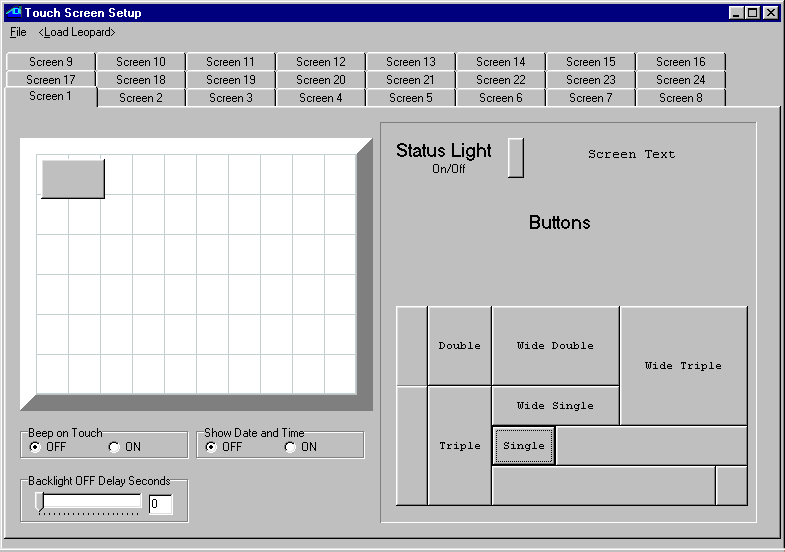 Touch Screen Setup
File <Load Leopard>
Screen 9 Screen 10 Screen 11 Screen 12 Screen 13 Screen 14 Screen 15 Screen 16
Screen 17 Screen 18 Screen 19 Screen 20 Screen 21 Screen 22 Screen 23 Screen 24
Screen 1 Screen 2 Screen 3 Screen 4 Screen 5 Screen 6 Screen 7 Screen 8
Status Light
On/Off
Screen Text
Buttons
Double Wide Double
Wide Triple
Wide Single
Triple Single
Beep on Touch
OFF ON
Show Date and Time
OFF ON
Backlight OFF Delay Seconds
0